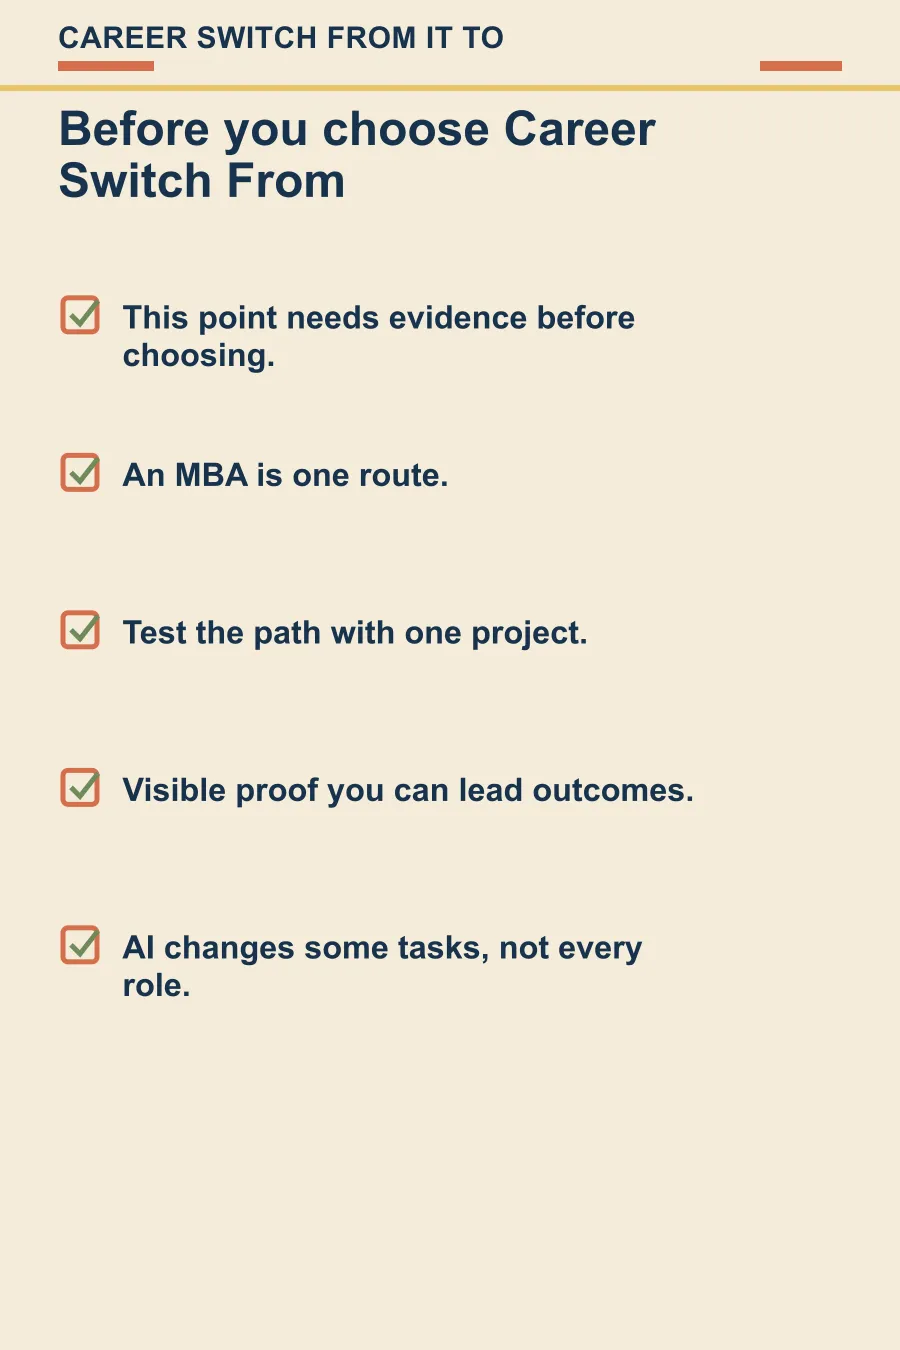 CAREER SWITCH FROM IT TO
Before you choose Career
Switch From
This point needs evidence before
choosing.
An MBA is one route.
Test the path with one project.
Visible proof you can lead outcomes.
AI changes some tasks, not every
role.